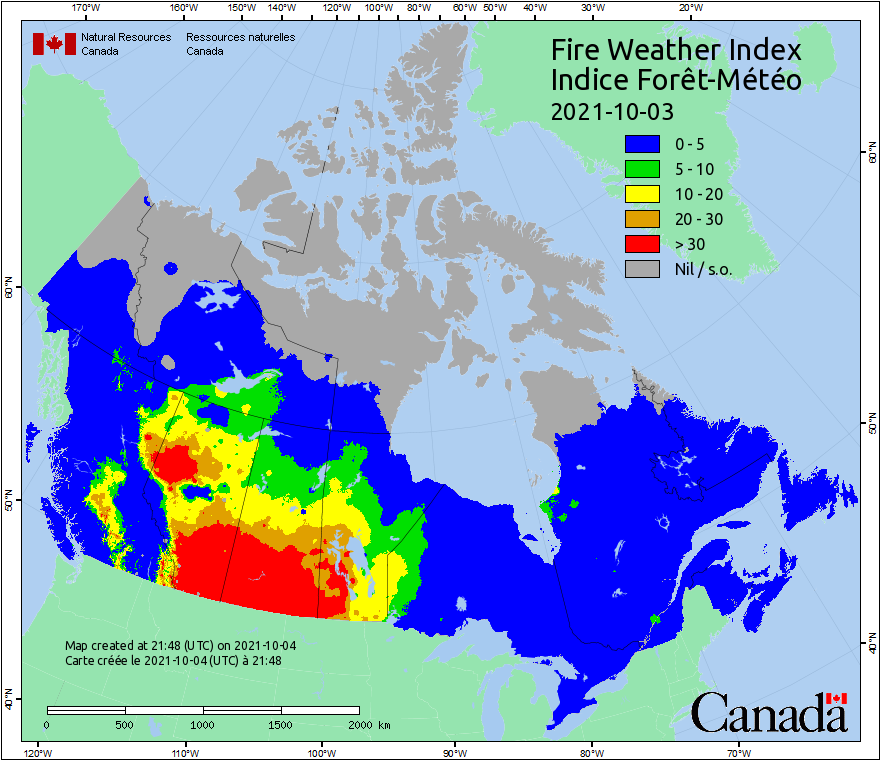 170°W 160°W 150°W 140°W 130°W 120°W 110°W 100°W 90°W 80°W 70°W 60°W 50°W 40°W 30°W 20°W
Natural Resources Canada
Ressources naturelles Canada
Fire Weather Index
Indice Forêt-Météo
2021-10-03
0 - 5
5 - 10
10 - 20
20 - 30
> 30
Nil / s.o.
60°N
50°N
40°N
60°N
50°N
40°N
Map created at 21:48 (UTC) on 2021-10-04
Carte créée le 2021-10-04 (UTC) à 21:48
0 500 1000 1500 2000 km
Canada
120°W 110°W 100°W 90°W 80°W 70°W